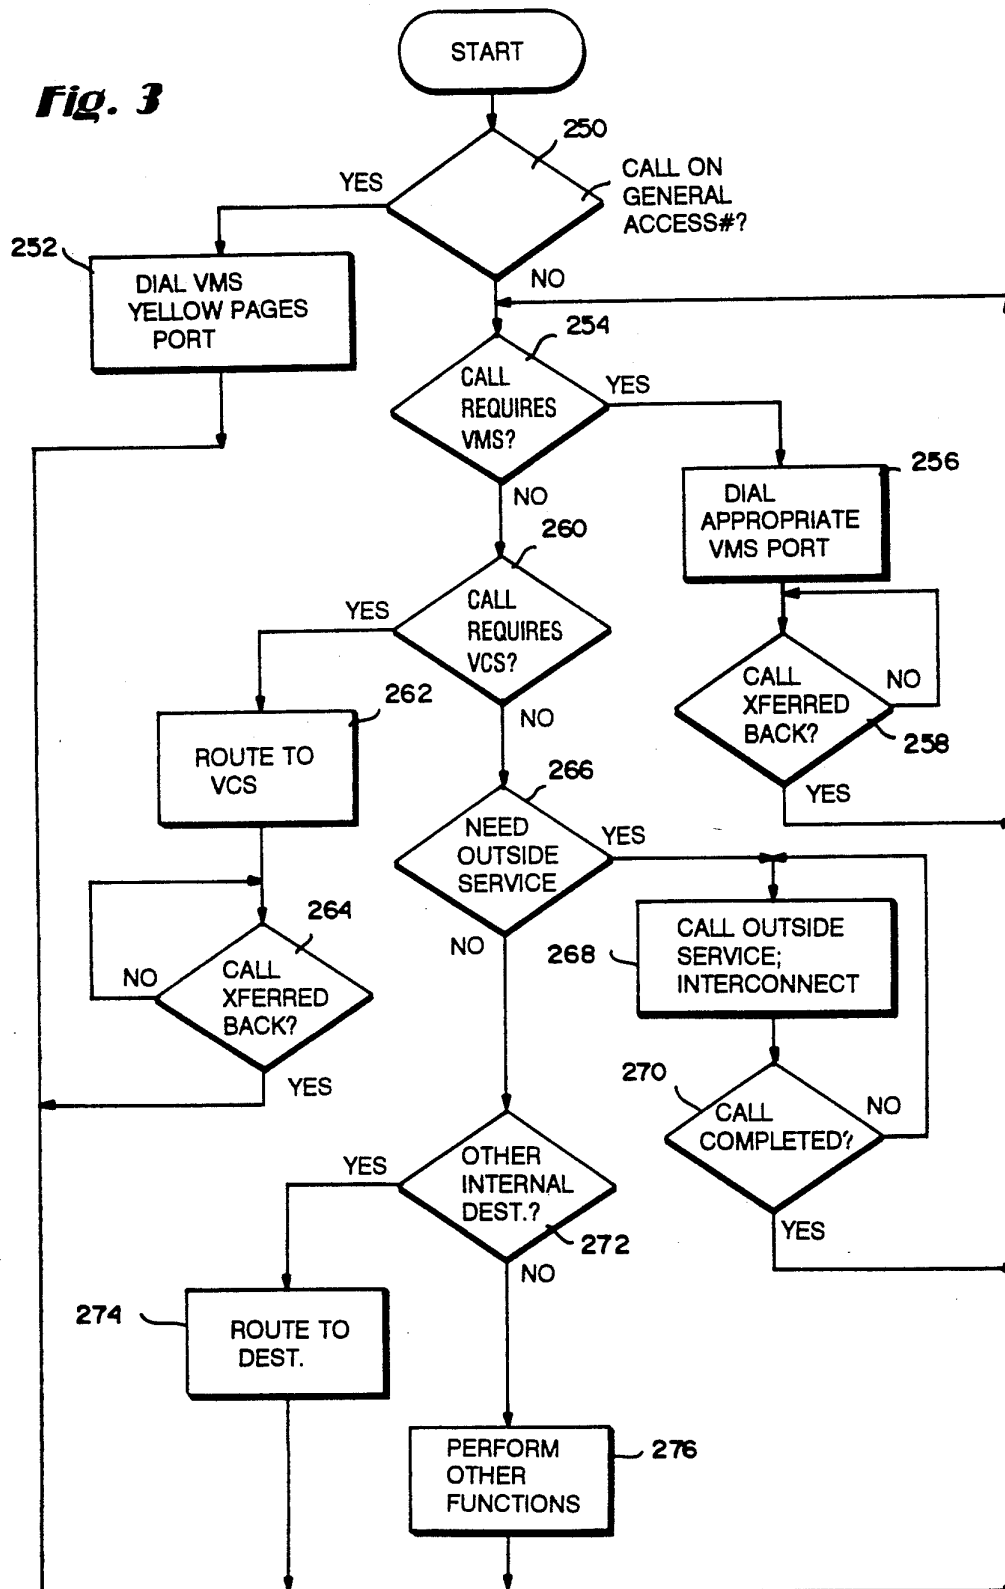 START
Fig. 3
250
YES
CALL ON
GENERAL
ACCESS#?
252
NO
DIAL VMS
YELLOW PAGES
PORT
254
CALL
REQUIRES
VMS?
YES
256
NO
DIAL
APPROPRIATE
VMS PORT
260
YES
CALL
REQUIRES
VCS?
CALL
XFERRED
BACK?
NO
262
NO
258
ROUTE TO
VCS
266
YES
NEED
OUTSIDE
SERVICE
YES
264
NO
268
CALL OUTSIDE
SERVICE;
INTERCONNECT
NO
CALL
XFERRED
BACK?
YES
270
CALL
COMPLETED?
NO
YES
OTHER
INTERNAL
DEST.?
272
YES
NO
274
ROUTE TO
DEST.
PERFORM
OTHER
FUNCTIONS
276